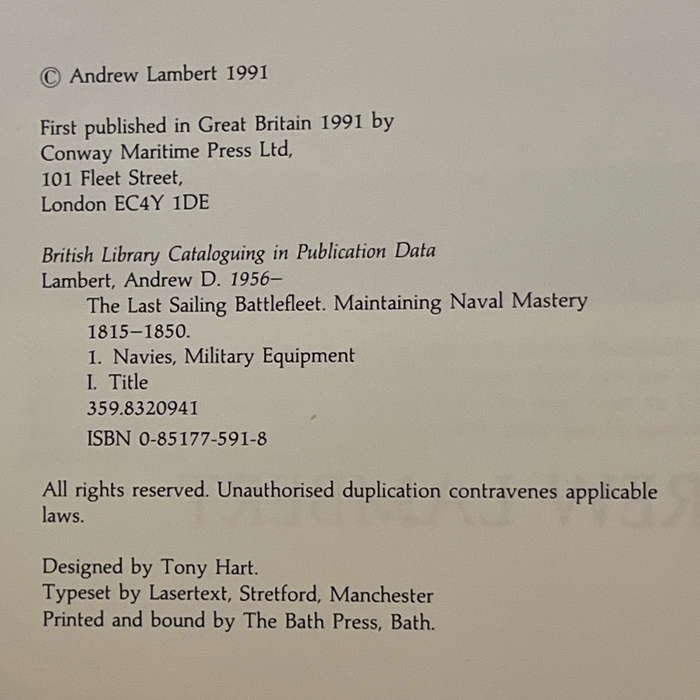 © Andrew Lambert 1991
First published in Great Britain 1991 by
Conway Maritime Press Ltd,
101 Fleet Street,
London EC4Y 1DE
British Library Cataloguing in Publication Data
Lambert, Andrew D. 1956–
The Last Sailing Battlefleet. Maintaining Naval Mastery
1815–1850.
1. Navies, Military Equipment
I. Title
359.8320941
ISBN 0-85177-591-8
All rights reserved. Unauthorised duplication contravenes applicable
laws.
Designed by Tony Hart.
Typeset by Lasertext, Stretford, Manchester
Printed and bound by The Bath Press, Bath.